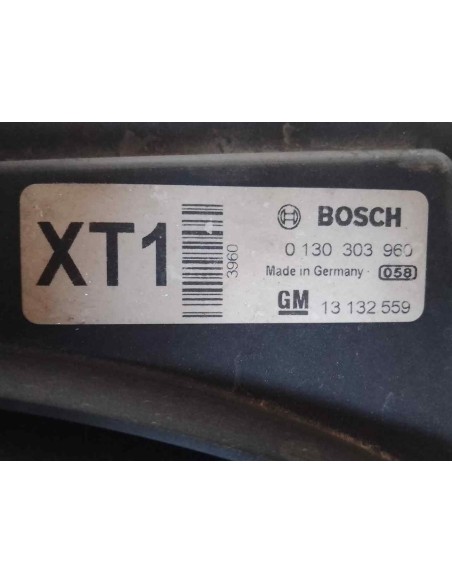 XT1
3960
BOSCH
0 130 303 960
Made in Germany 058
GM 13 132 559